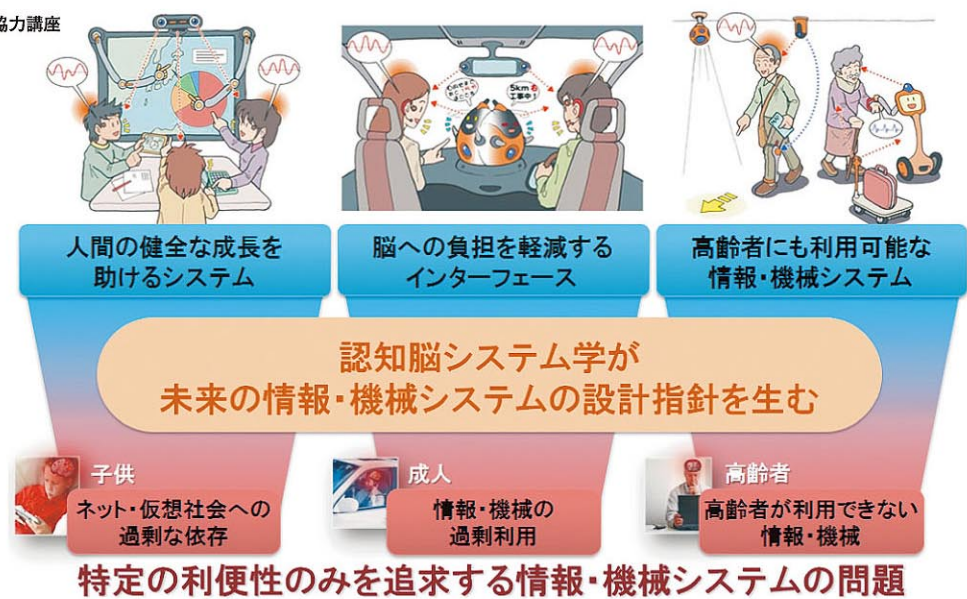 協力講座
5km先
工事中！
人間の健全な成長を
助けるシステム
脳への負担を軽減する
インターフェース
高齢者にも利用可能な
情報・機械システム
認知脳システム学が
未来の情報・機械システムの設計指針を生む
子供
ネット・仮想社会への
過剰な依存
成人
情報・機械の
過剰利用
高齢者
高齢者が利用できない
情報・機械
特定の利便性のみを追求する情報・機械システムの問題